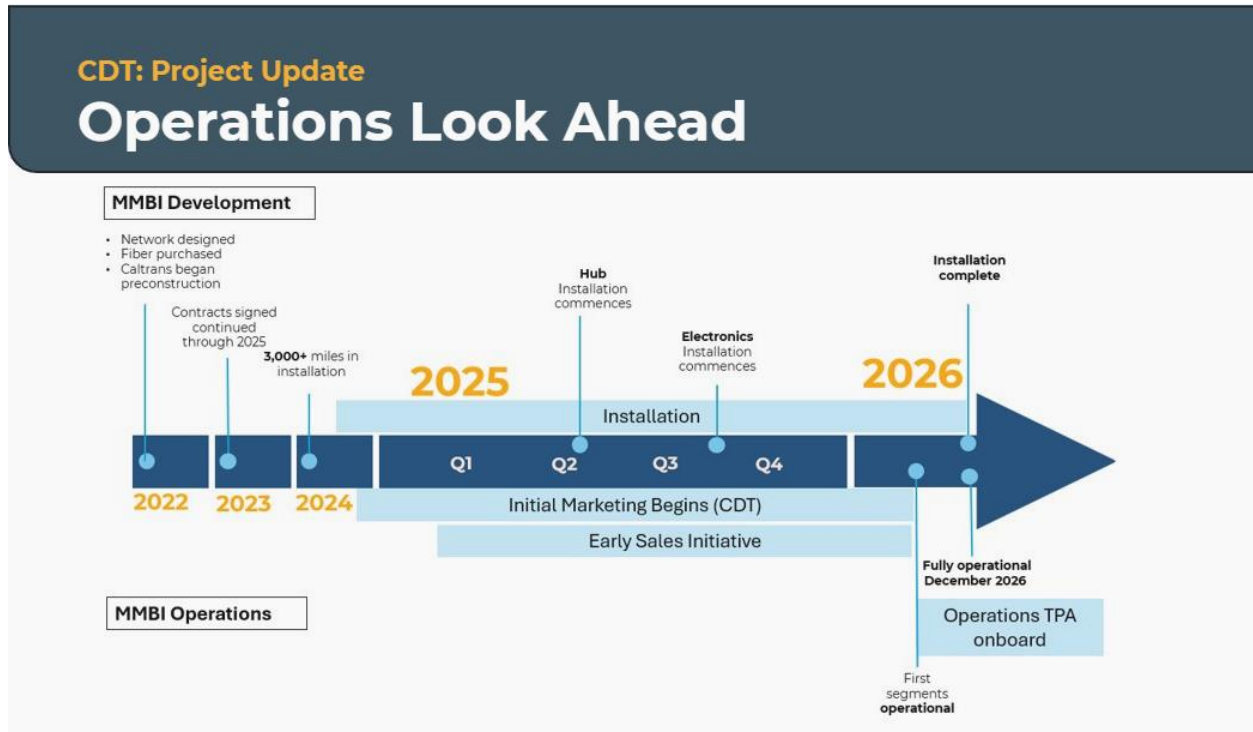 CDT: Project Update
Operations Look Ahead
MMBI Development
• Network designed
• Fiber purchased
• Caltrans began
preconstruction
Contracts signed
continued
through 2025
3,000+ miles in
installation
Hub
Installation
commences
Electronics
Installation
commences
Installation
complete
2025
2026
Installation
Q1
Q2
Q3
Q4
2022
2023
2024
Initial Marketing Begins (CDT)
Early Sales Initiative
Fully operational
December 2026
MMBI Operations
Operations TPA
onboard
First
segments
operational